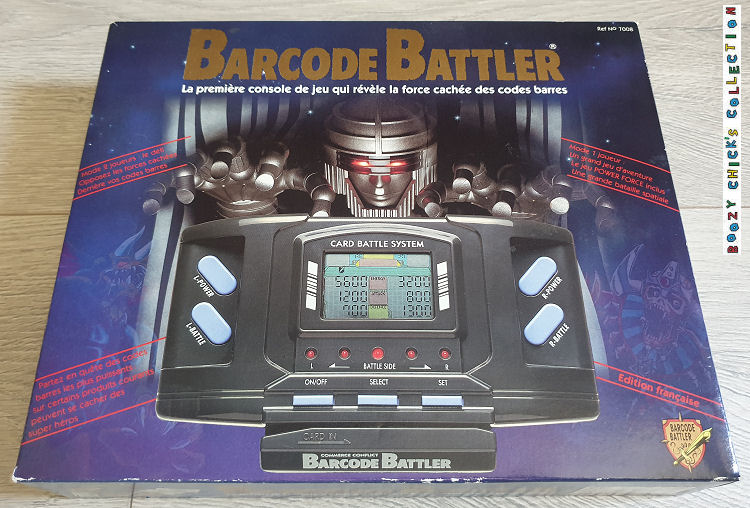 Ref No 7008
BARCODE BATTLER®
La première console de jeu qui révèle la force cachée des codes barres
Mode 2 joueurs : le défi
Opposez les forces cachées
derrière vos codes barres
Mode 1 joueur :
Un grand jeu d'aventure
Le jeu POWER FORCE inclus
Une grande bataille spatiale
CARD BATTLE SYSTEM
L-POWER
R-POWER
5600 ENERGY 3200
1200 800
700 1300
L-BATTLE
R-BATTLE
L BATTLE SIDE R
ON/OFF SELECT SET
Partez en quête des codes
barres les plus puissants
sur certains produits courants
peuvent se cacher des
super héros
Edition française
CARD IN
COMMERCE CONFLICT
BARCODE BATTLER
BARCODE
BATTLER
BOOZY CHICK'S COLLECTION